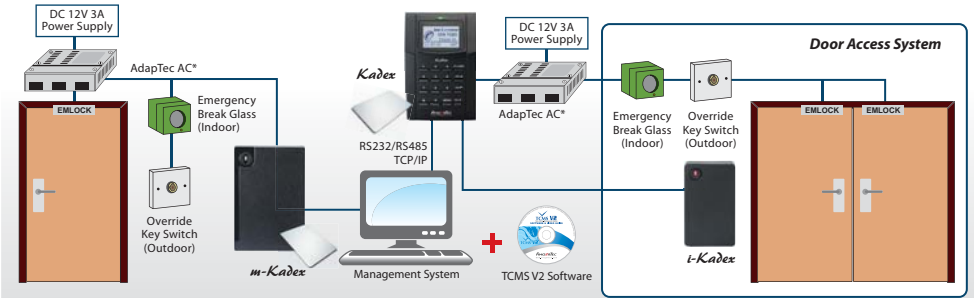 DC 12V 3A
Power Supply
AdapTec AC*
EMLOCK
Emergency
Break Glass
(Indoor)
Override
Key Switch
(Outdoor)
m-Kadex
Kadex
RS232/RS485
TCP/IP
Management System
TCMS V2
TCMS V2 Software
DC 12V 3A
Power Supply
AdapTec AC*
Door Access System
Emergency
Break Glass
(Indoor)
Override
Key Switch
(Outdoor)
EMLOCK
EMLOCK
i-Kadex